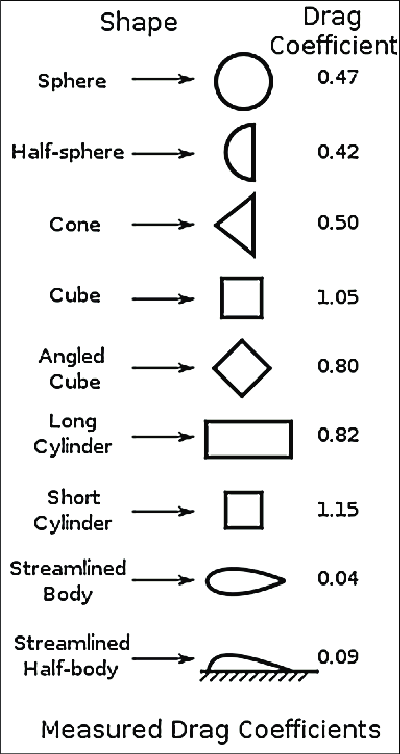 Shape Drag
Coefficient
Sphere 0.47
Half-sphere 0.42
Cone 0.50
Cube 1.05
Angled
Cube 0.80
Long
Cylinder 0.82
Short
Cylinder 1.15
Streamlined
Body 0.04
Streamlined
Half-body 0.09
Measured Drag Coefficients